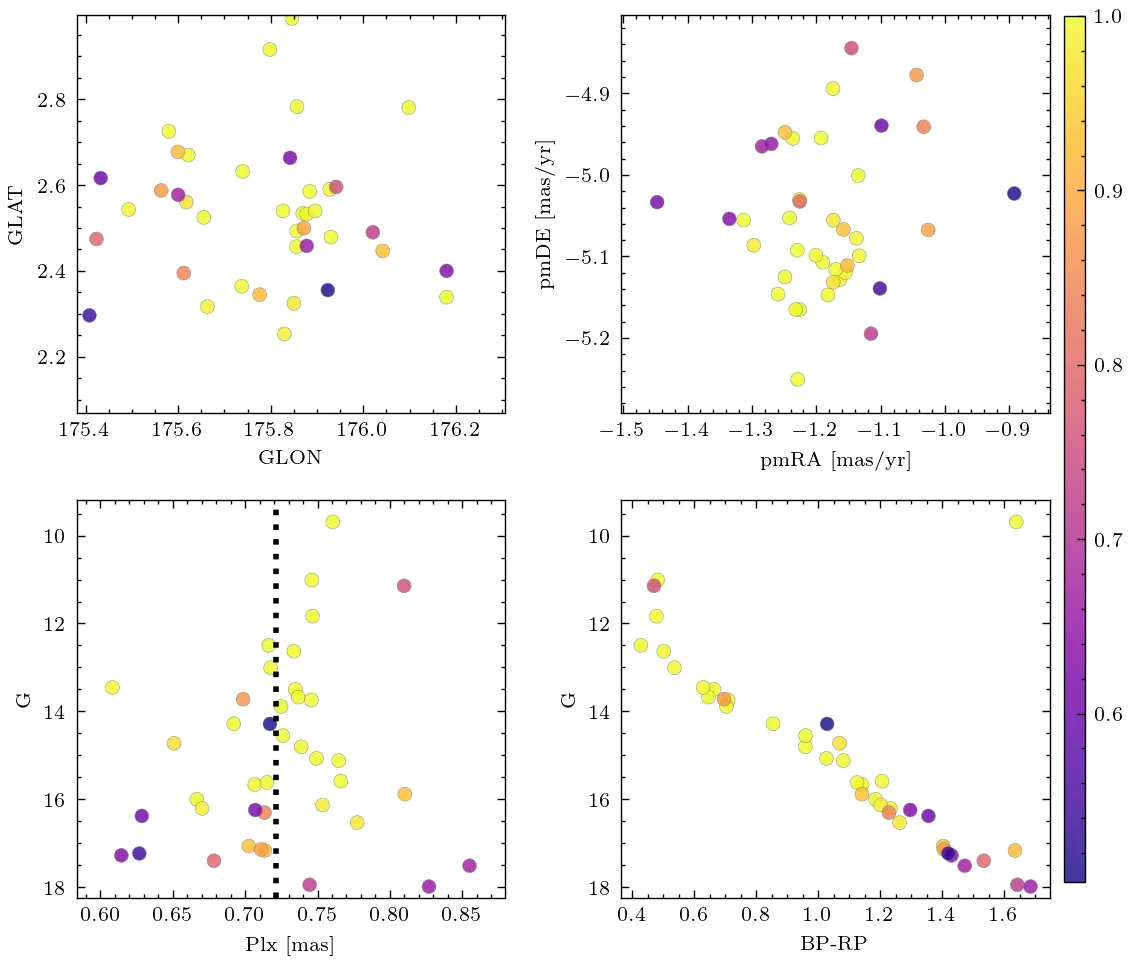 2.8
2.6
2.4
2.2
GLAT
175.4 175.6 175.8 176.0 176.2
GLON
−4.9
−5.0
−5.1
−5.2
pmDE [mas/yr]
−1.5 −1.4 −1.3 −1.2 −1.1 −1.0 −0.9
pmRA [mas/yr]
1.0
0.9
0.8
0.7
0.6
10
12
14
16
18
G
0.60 0.65 0.70 0.75 0.80 0.85
Plx [mas]
10
12
14
16
18
G
0.4 0.6 0.8 1.0 1.2 1.4 1.6
BP-RP